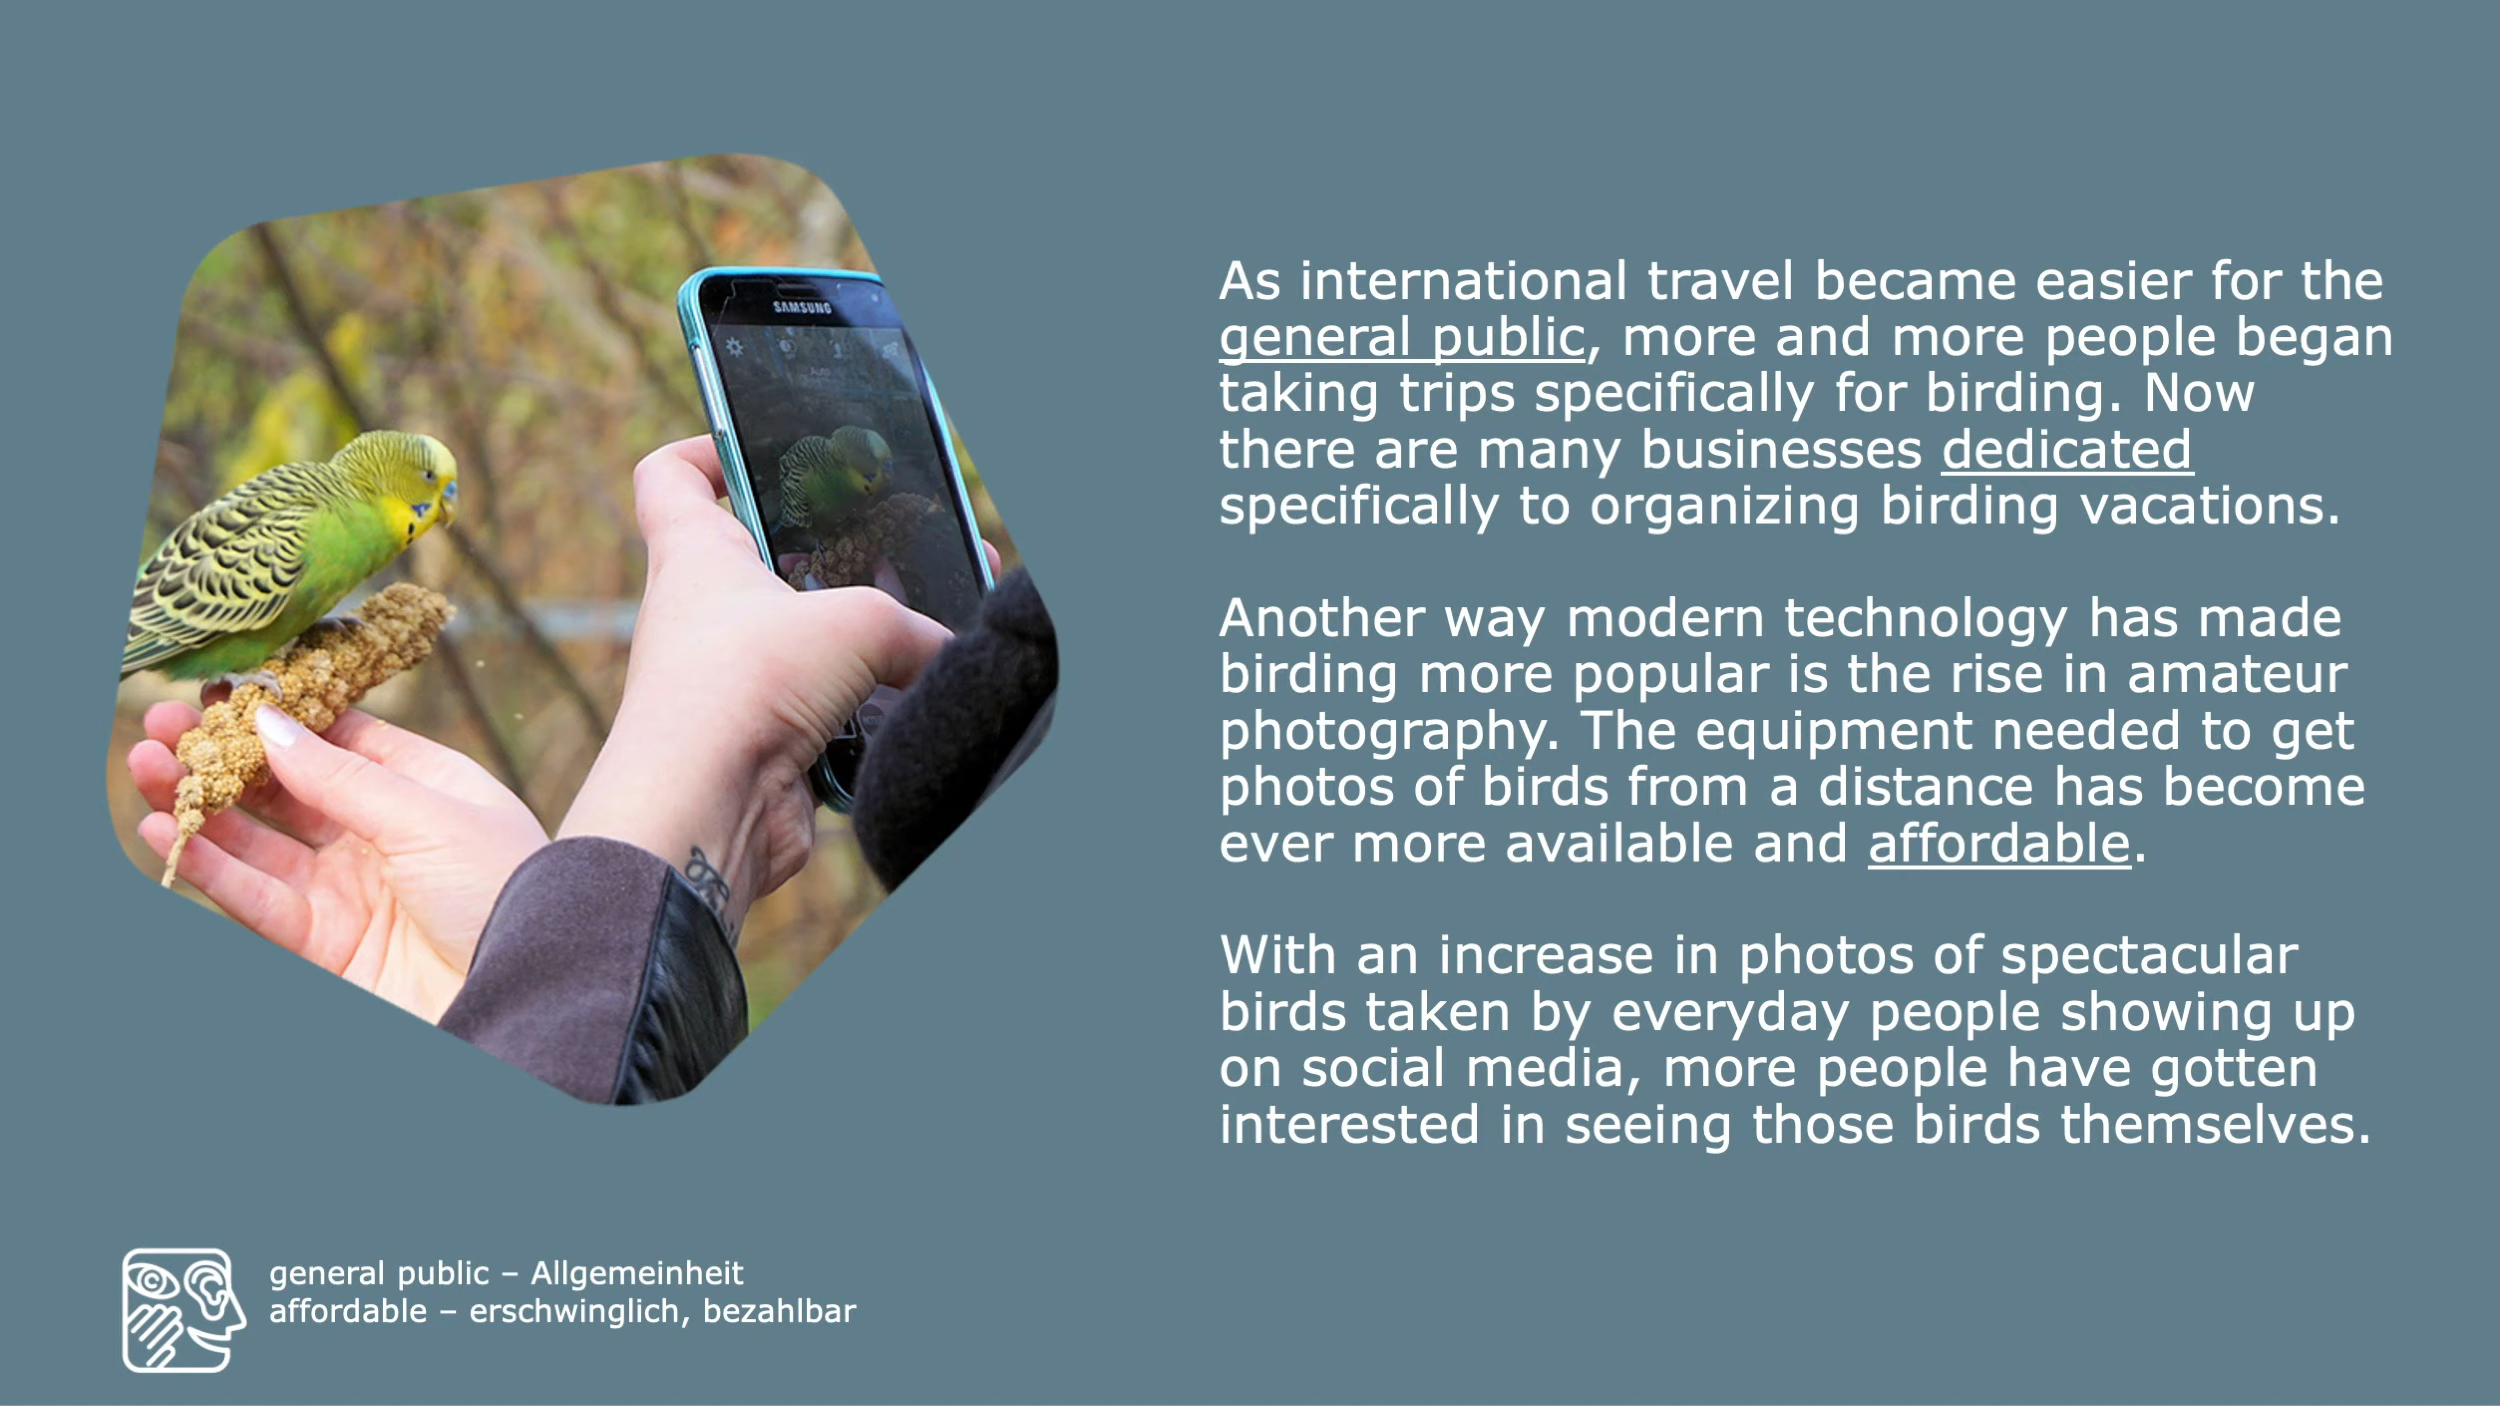 SAMSUNG
Auto
As international travel became easier for the
general public, more and more people began
taking trips specifically for birding. Now
there are many businesses dedicated
specifically to organizing birding vacations.
Another way modern technology has made
birding more popular is the rise in amateur
photography. The equipment needed to get
photos of birds from a distance has become
ever more available and affordable.
With an increase in photos of spectacular
birds taken by everyday people showing up
on social media, more people have gotten
interested in seeing those birds themselves.
general public – Allgemeinheit
affordable – erschwinglich, bezahlbar